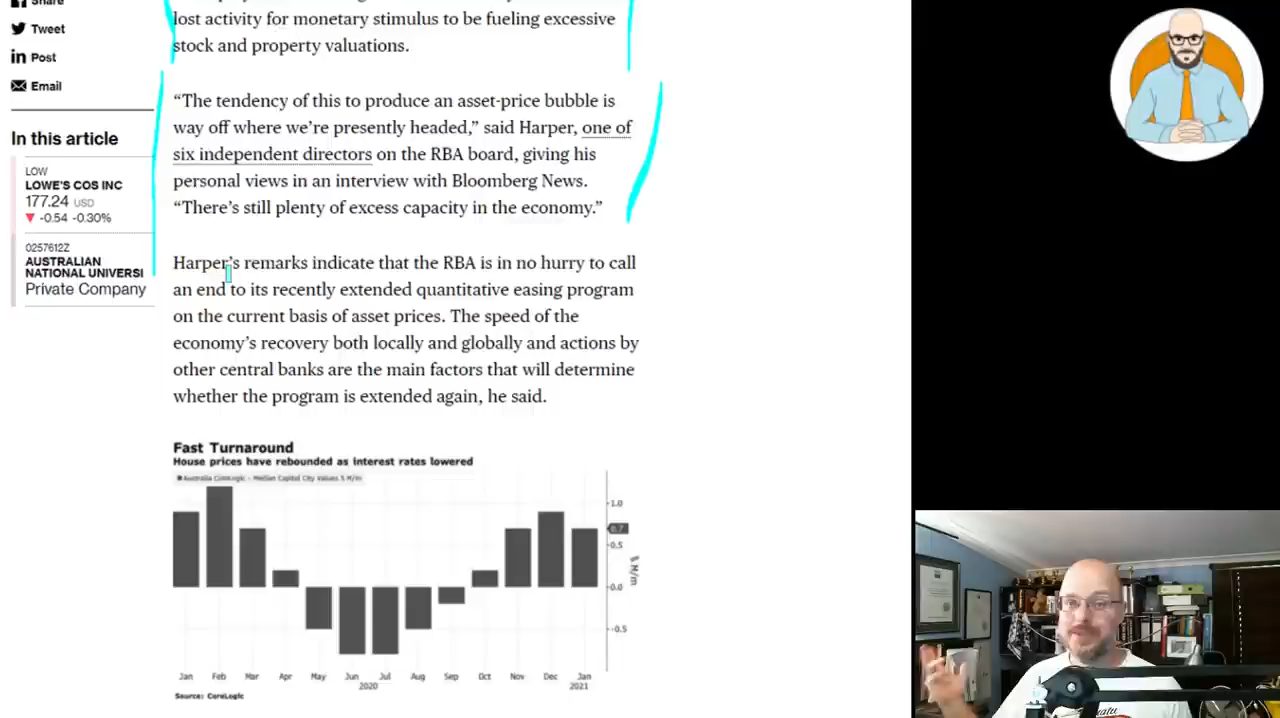 Share
Tweet
Post
Email
In this article
LOW
LOWE'S COS INC
177.24 USD
-0.54 -0.30%
0257612Z
AUSTRALIAN
NATIONAL UNIVERSI
Private Company
lost activity for monetary stimulus to be fueling excessive
stock and property valuations.
“The tendency of this to produce an asset-price bubble is
way off where we’re presently headed,” said Harper, one of
six independent directors on the RBA board, giving his
personal views in an interview with Bloomberg News.
“There’s still plenty of excess capacity in the economy.”
Harper’s remarks indicate that the RBA is in no hurry to call
an end to its recently extended quantitative easing program
on the current basis of asset prices. The speed of the
economy’s recovery both locally and globally and actions by
other central banks are the main factors that will determine
whether the program is extended again, he said.
Fast Turnaround
House prices have rebounded as interest rates lowered
Australia CoreLogic - Median Capital City Values % M/m
1.0
0.7
0.5
0.0
-0.5
% M/m
Jan Feb Mar Apr May Jun Jul Aug Sep Oct Nov Dec Jan
2020 2021
Source: CoreLogic